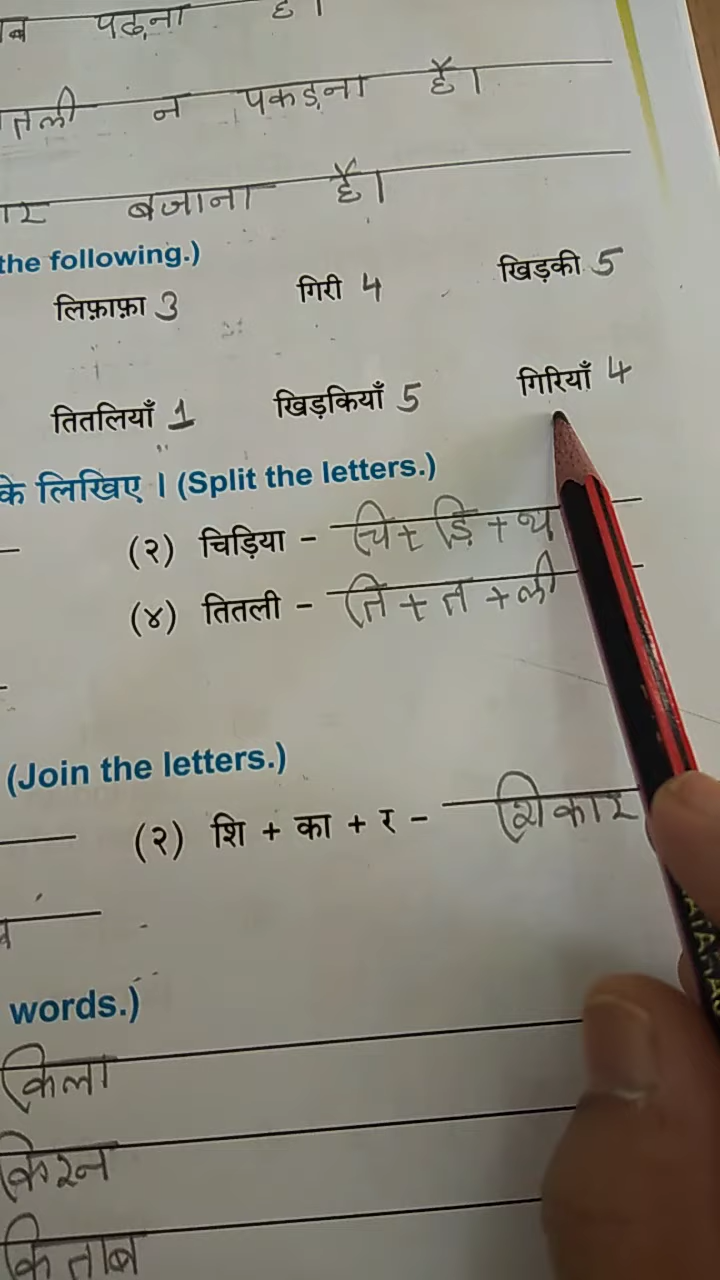 पढ़ना है।
तली न पकड़ना है।
बजाना है।
the following.)
लिफ़ाफ़ा 3 गिरी 4 खिड़की 5
तितलियाँ 1 खिड़कियाँ 5 गिरियाँ 4
के लिखिए । (Split the letters.)
(२) चिड़िया - चि + ड़ि + य
(४) तितली - ति + त + ली
(Join the letters.)
(२) शि + का + र - शिकार
words.)
किला
किरन
किताब